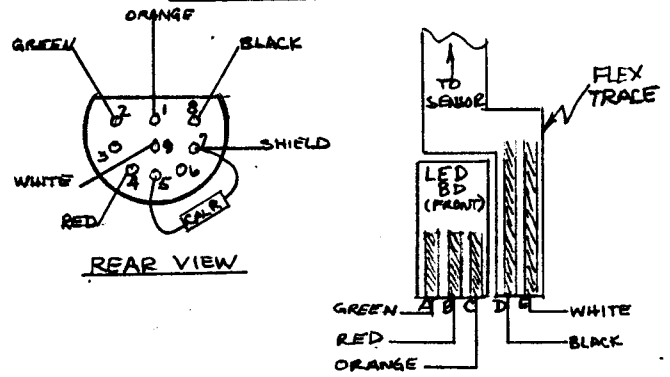 ORANGE
GREEN
BLACK
2 1 8
3 9 7
SHIELD
WHITE
4 5 6
RED
CAL R
REAR VIEW
TO
SENSOR
FLEX
TRACE
LED
BD
(FRONT)
GREEN A B C D E WHITE
RED
BLACK
ORANGE